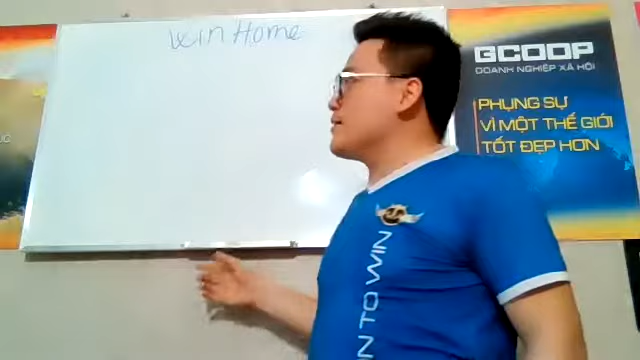 Win Home
GCOOP
DOANH NGHIỆP XÃ HỘI
PHỤNG SỰ
VÌ MỘT THẾ GIỚI
TỐT ĐẸP HƠN
N TO WIN